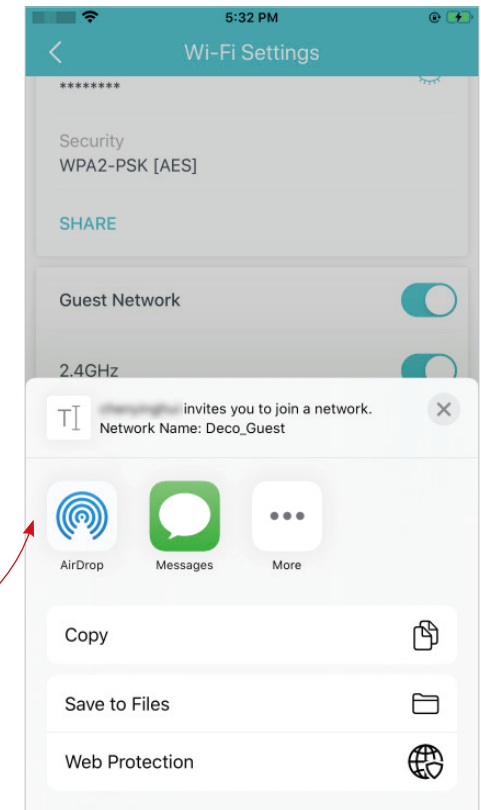 5:32 PM
Wi-Fi Settings
********
Security
WPA2-PSK [AES]
SHARE
Guest Network
2.4GHz
invites you to join a network.
Network Name: Deco_Guest
AirDrop
Messages
More
Copy
Save to Files
Web Protection